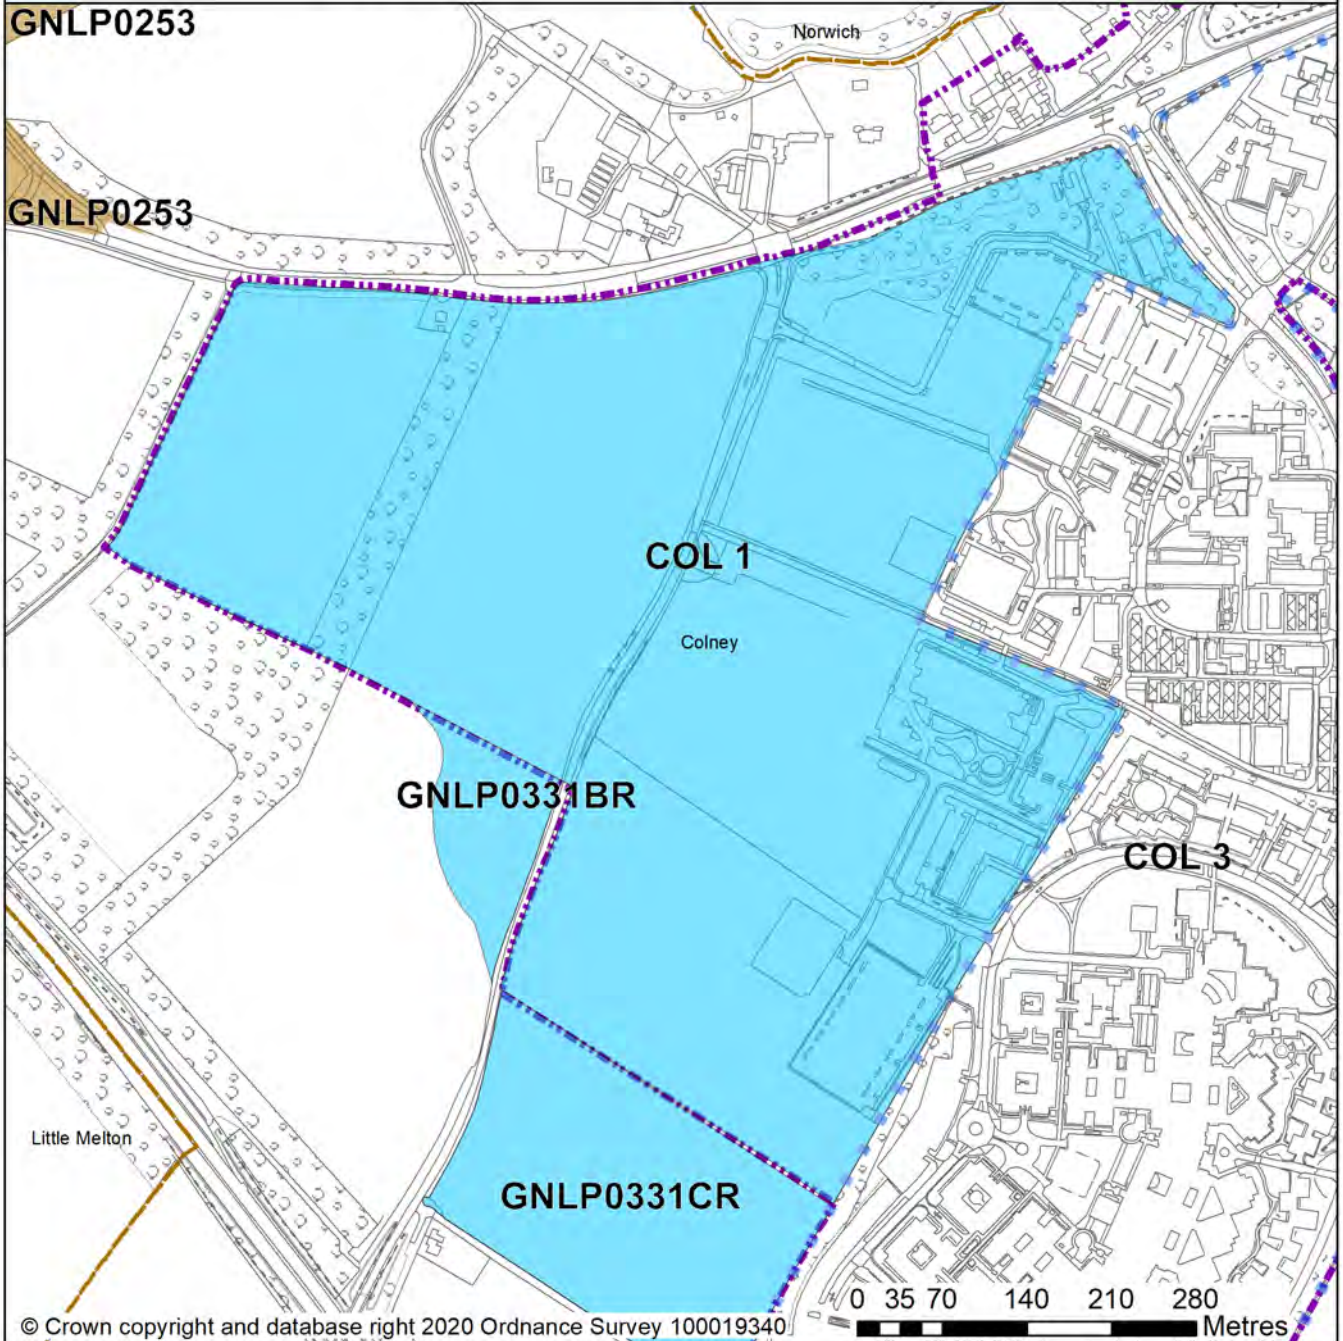 GNLP0253
Norwich
GNLP0253
COL 1
Colney
GNLP0331BR
COL 3
Little Melton
GNLP0331CR
0 35 70 140 210 280
Metres
© Crown copyright and database right 2020 Ordnance Survey 100019340